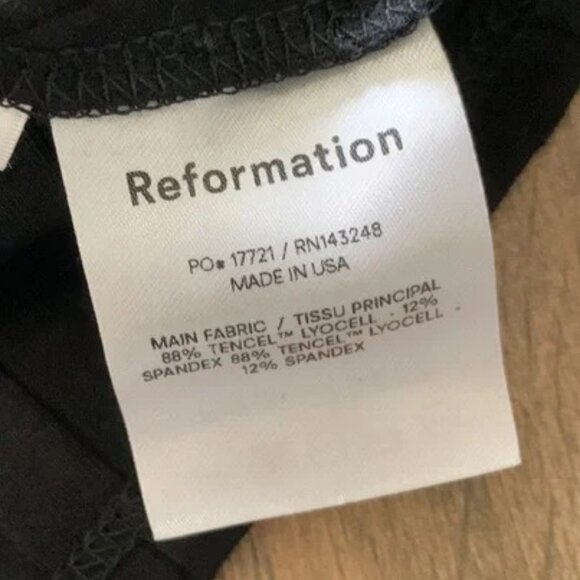 Reformation
PO# 17721 / RN143248
MADE IN USA
MAIN FABRIC / TISSU PRINCIPAL
88% TENCEL™ LYOCELL · 12%
SPANDEX 88% TENCEL™ LYOCELL ·
12% SPANDEX